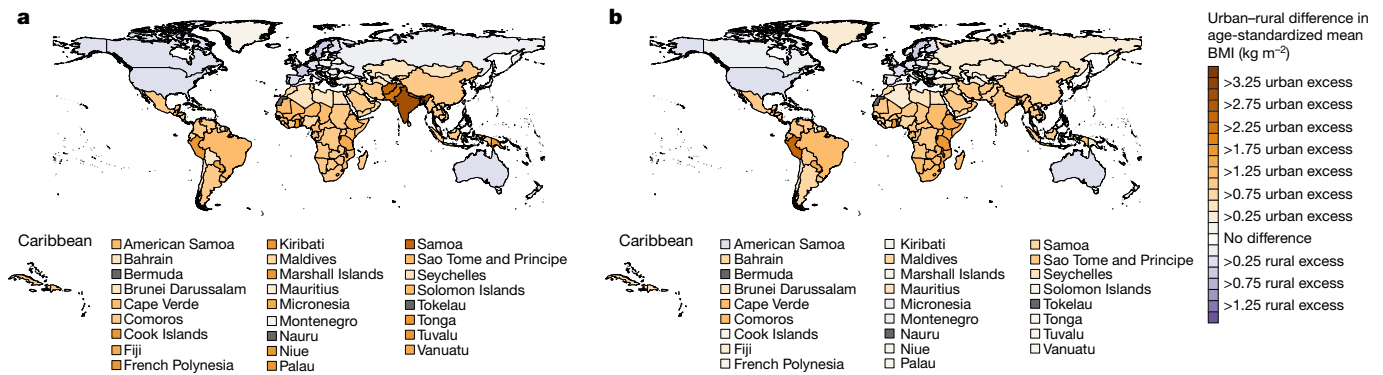 a
b
Urban–rural difference in
age-standardized mean
BMI (kg m⁻²)
>3.25 urban excess
>2.75 urban excess
>2.25 urban excess
>1.75 urban excess
>1.25 urban excess
>0.75 urban excess
>0.25 urban excess
No difference
>0.25 rural excess
>0.75 rural excess
>1.25 rural excess
Caribbean
American Samoa
Bahrain
Bermuda
Brunei Darussalam
Cape Verde
Comoros
Cook Islands
Fiji
French Polynesia
Kiribati
Maldives
Marshall Islands
Mauritius
Micronesia
Montenegro
Nauru
Niue
Palau
Samoa
Sao Tome and Principe
Seychelles
Solomon Islands
Tokelau
Tonga
Tuvalu
Vanuatu
Caribbean
American Samoa
Bahrain
Bermuda
Brunei Darussalam
Cape Verde
Comoros
Cook Islands
Fiji
French Polynesia
Kiribati
Maldives
Marshall Islands
Mauritius
Micronesia
Montenegro
Nauru
Niue
Palau
Samoa
Sao Tome and Principe
Seychelles
Solomon Islands
Tokelau
Tonga
Tuvalu
Vanuatu